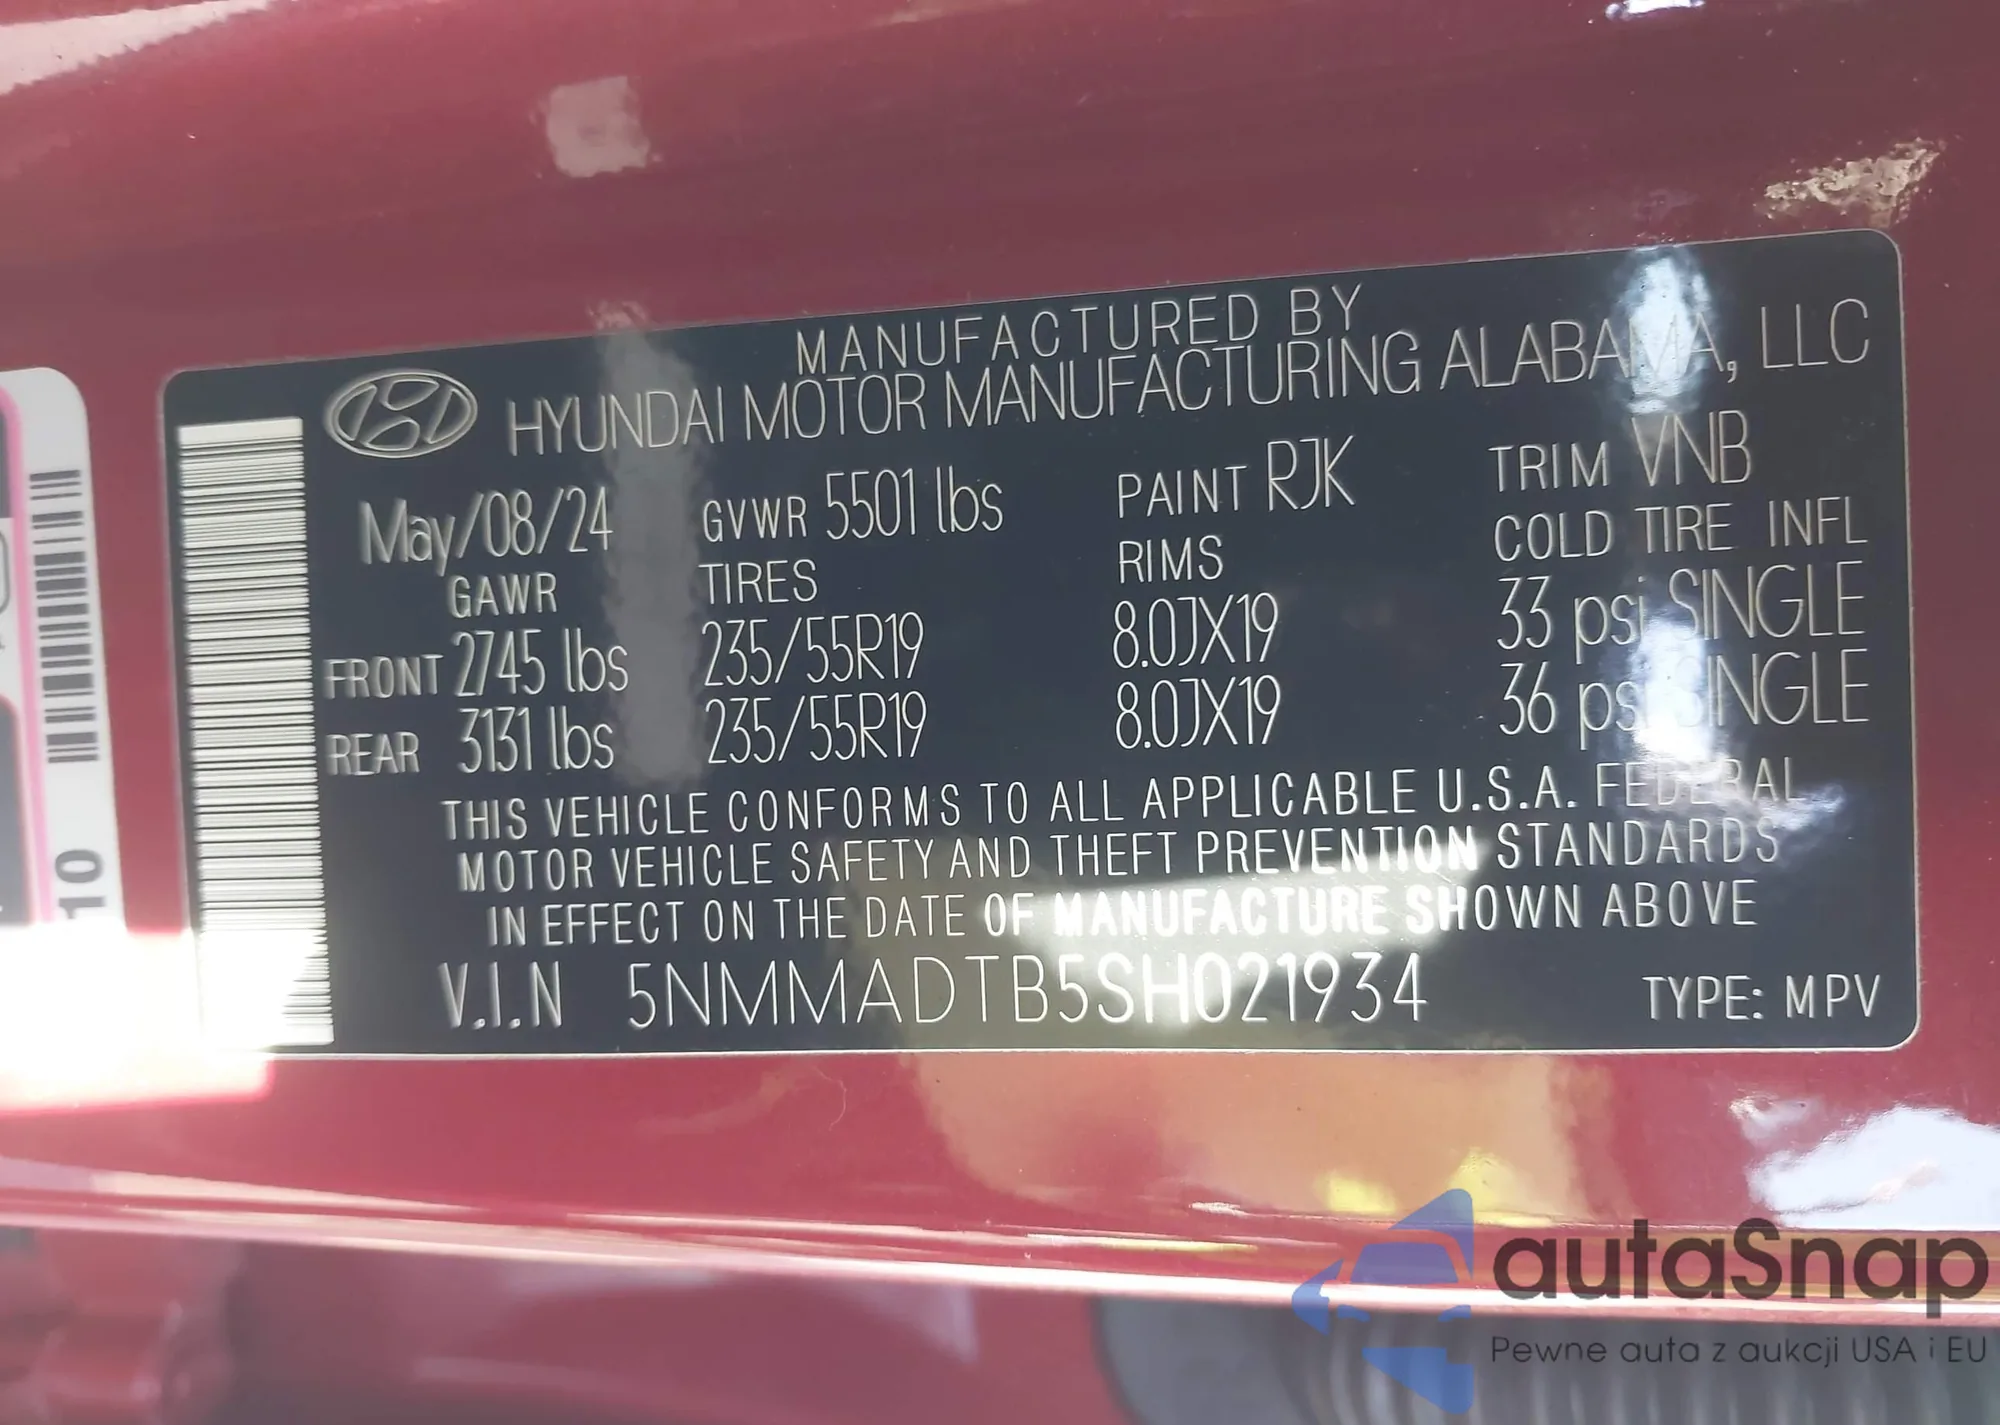 MANUFACTURED BY
HYUNDAI MOTOR MANUFACTURING ALABAMA, LLC
May/08/24 GVWR 5501 lbs PAINT RJK TRIM VNB
GAWR TIRES RIMS COLD TIRE INFL
FRONT 2745 lbs 235/55R19 8.0JX19 33 psi SINGLE
REAR 3131 lbs 235/55R19 8.0JX19 36 psi SINGLE
THIS VEHICLE CONFORMS TO ALL APPLICABLE U.S.A. FEDERAL
MOTOR VEHICLE SAFETY AND THEFT PREVENTION STANDARDS
IN EFFECT ON THE DATE OF MANUFACTURE SHOWN ABOVE
V.I.N 5NMMADTB5SH021934 TYPE: MPV
10
autaSnap
Pewne auta z aukcji USA i EU